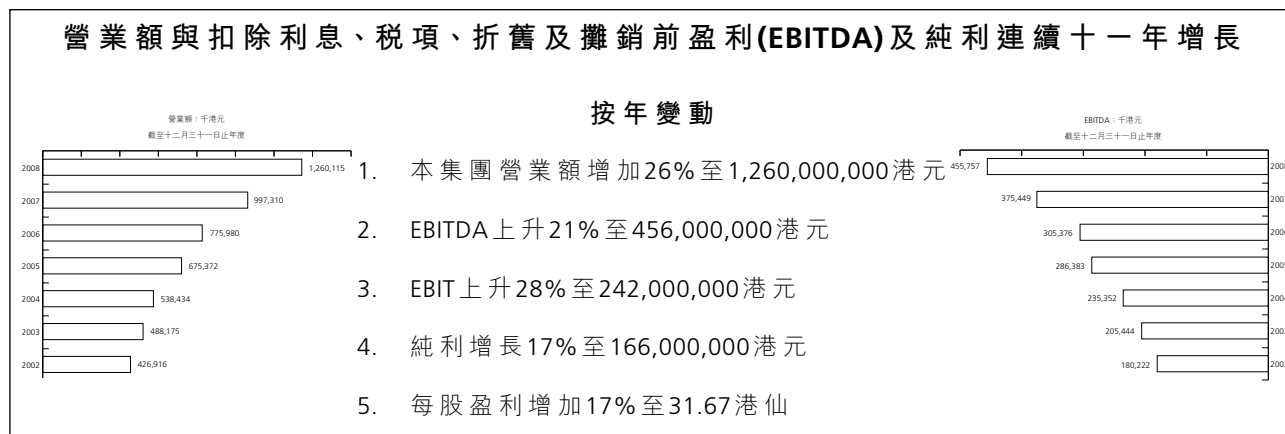 營業額與扣除利息、税項、折舊及攤銷前盈利(EBITDA)及純利連續十一年增長
按年變動
營業額：千港元
截至十二月三十一日止年度
2008 1,260,115
2007 997,310
2006 775,980
2005 675,372
2004 538,434
2003 488,175
2002 426,916
1. 本集團營業額增加26%至1,260,000,000港元
2. EBITDA上升21%至456,000,000港元
3. EBIT上升28%至242,000,000港元
4. 純利增長17%至166,000,000港元
5. 每股盈利增加17%至31.67港仙
EBITDA：千港元
截至十二月三十一日止年度
455,757 2008
375,449 2007
305,376 2006
286,383 2005
235,352 2004
205,444 2003
180,222 2002